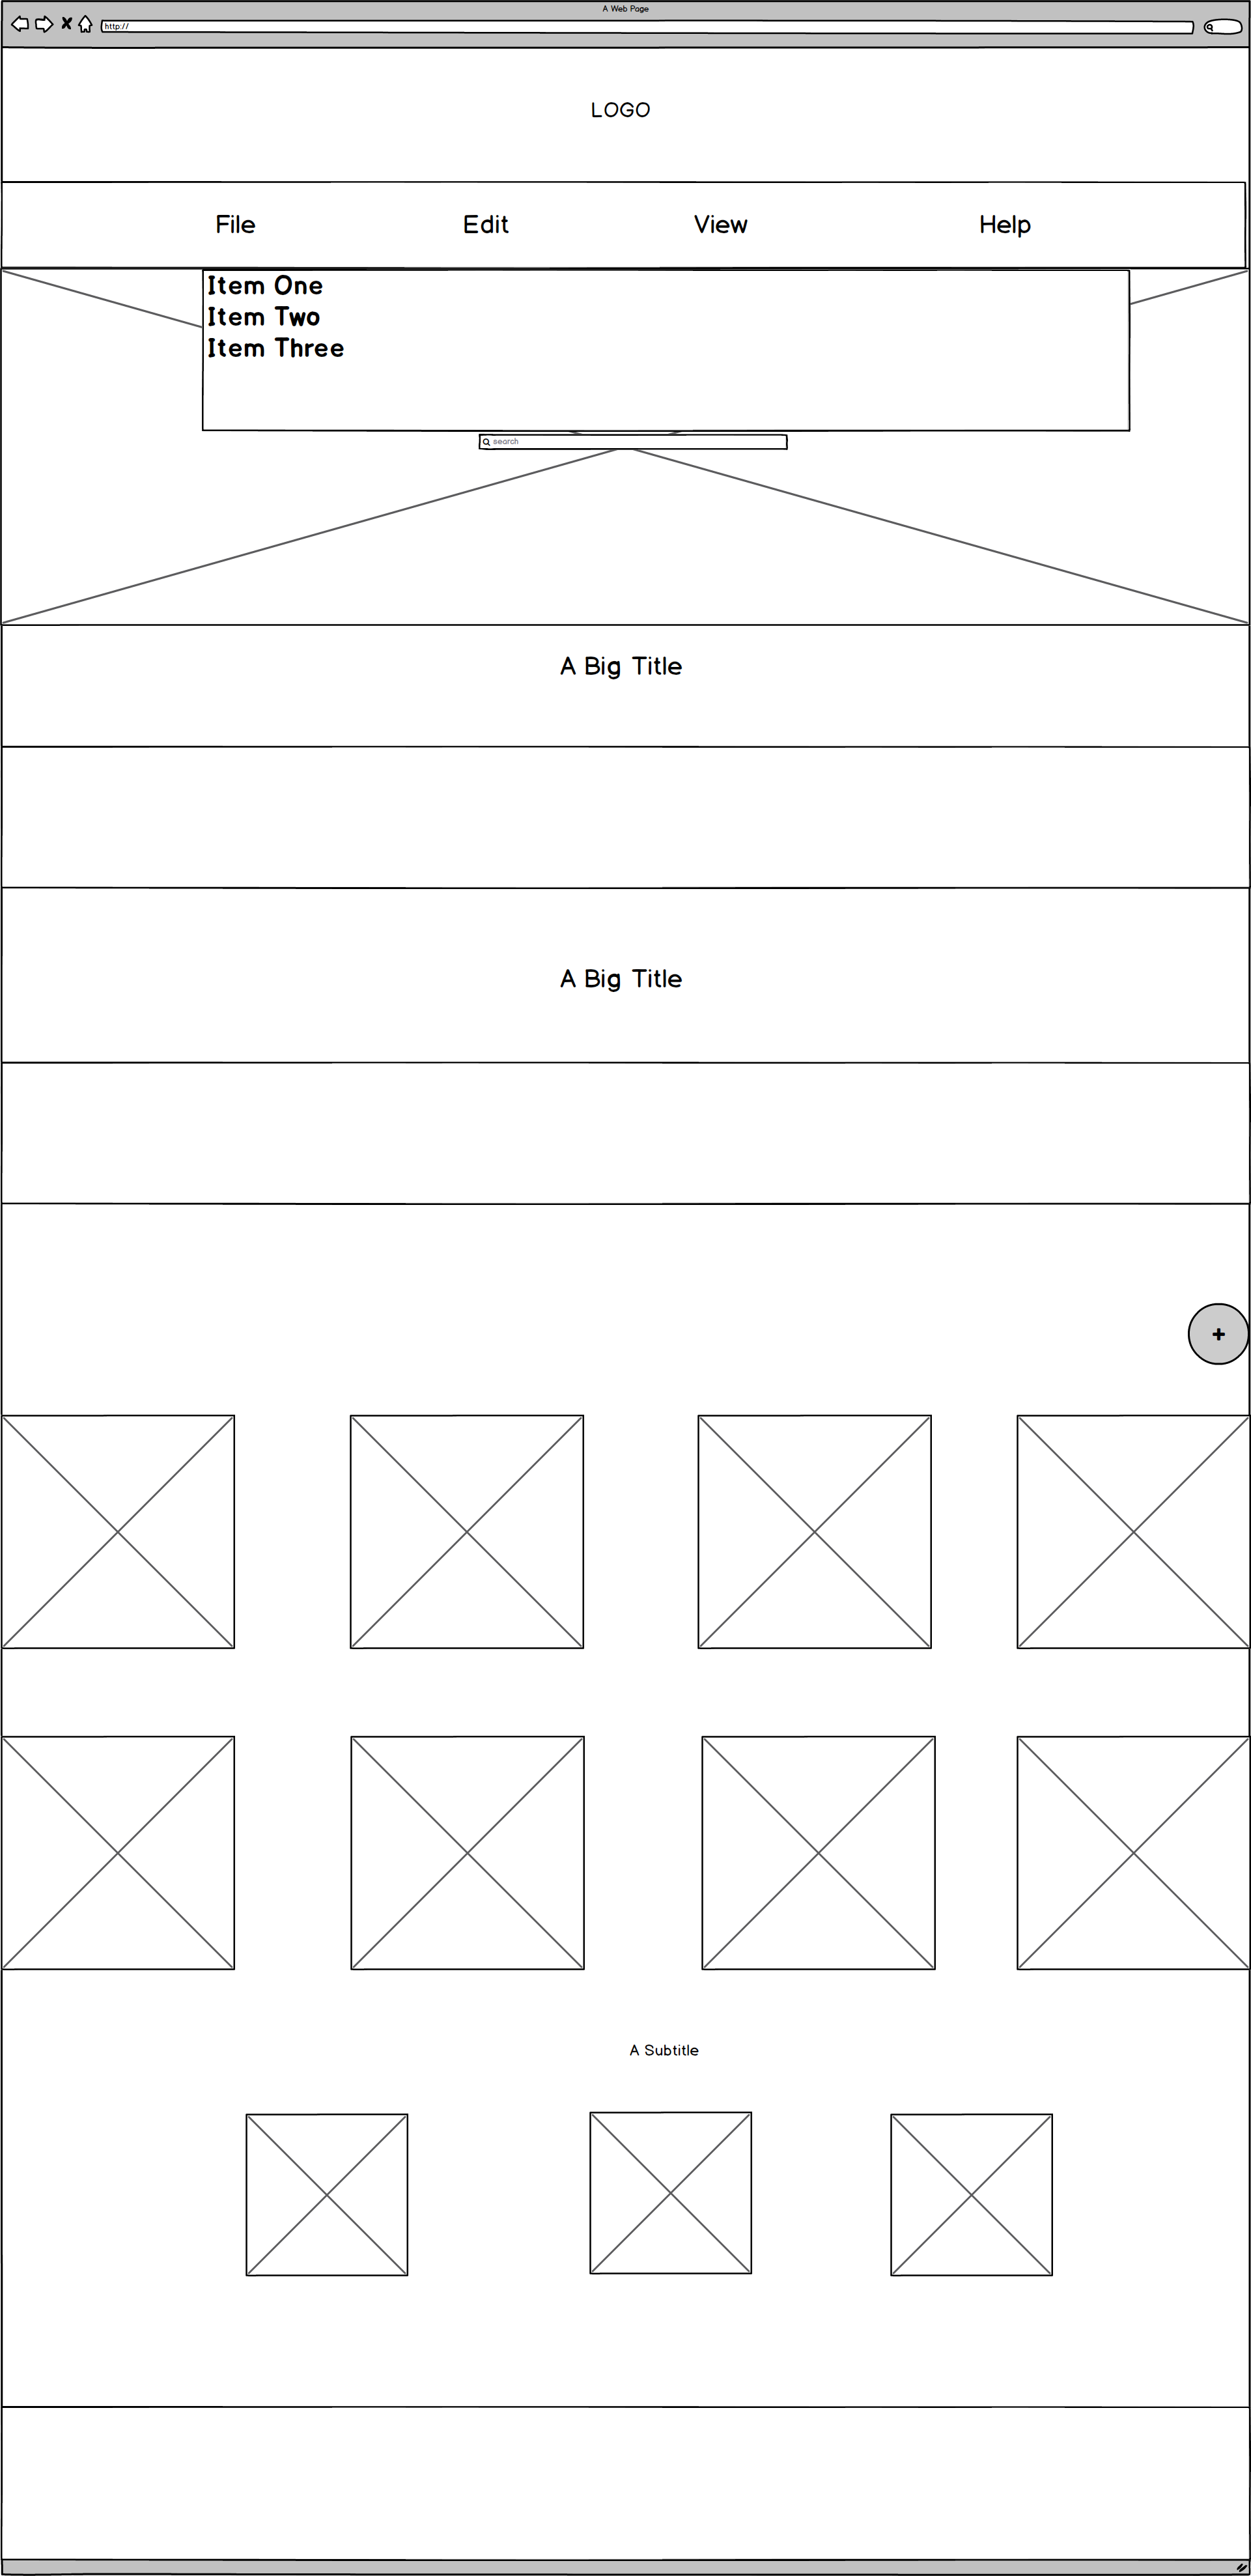 A Web Page
http://
LOGO
File Edit View Help
Item One
Item Two
Item Three
search
A Big Title
A Big Title
+
A Subtitle